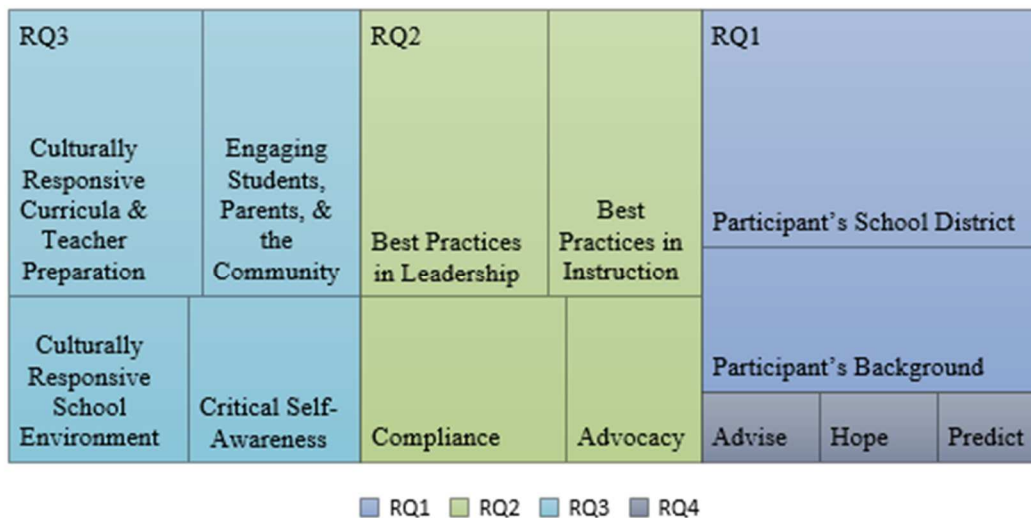 RQ3
Culturally
Responsive
Curricula &
Teacher
Preparation
Engaging
Students,
Parents, &
the
Community
Culturally
Responsive
School
Environment
Critical Self-
Awareness
RQ2
Best Practices
in Leadership
Best
Practices in
Instruction
Compliance
Advocacy
RQ1
Participant’s School District
Participant’s Background
Advise
Hope
Predict
RQ1 RQ2 RQ3 RQ4